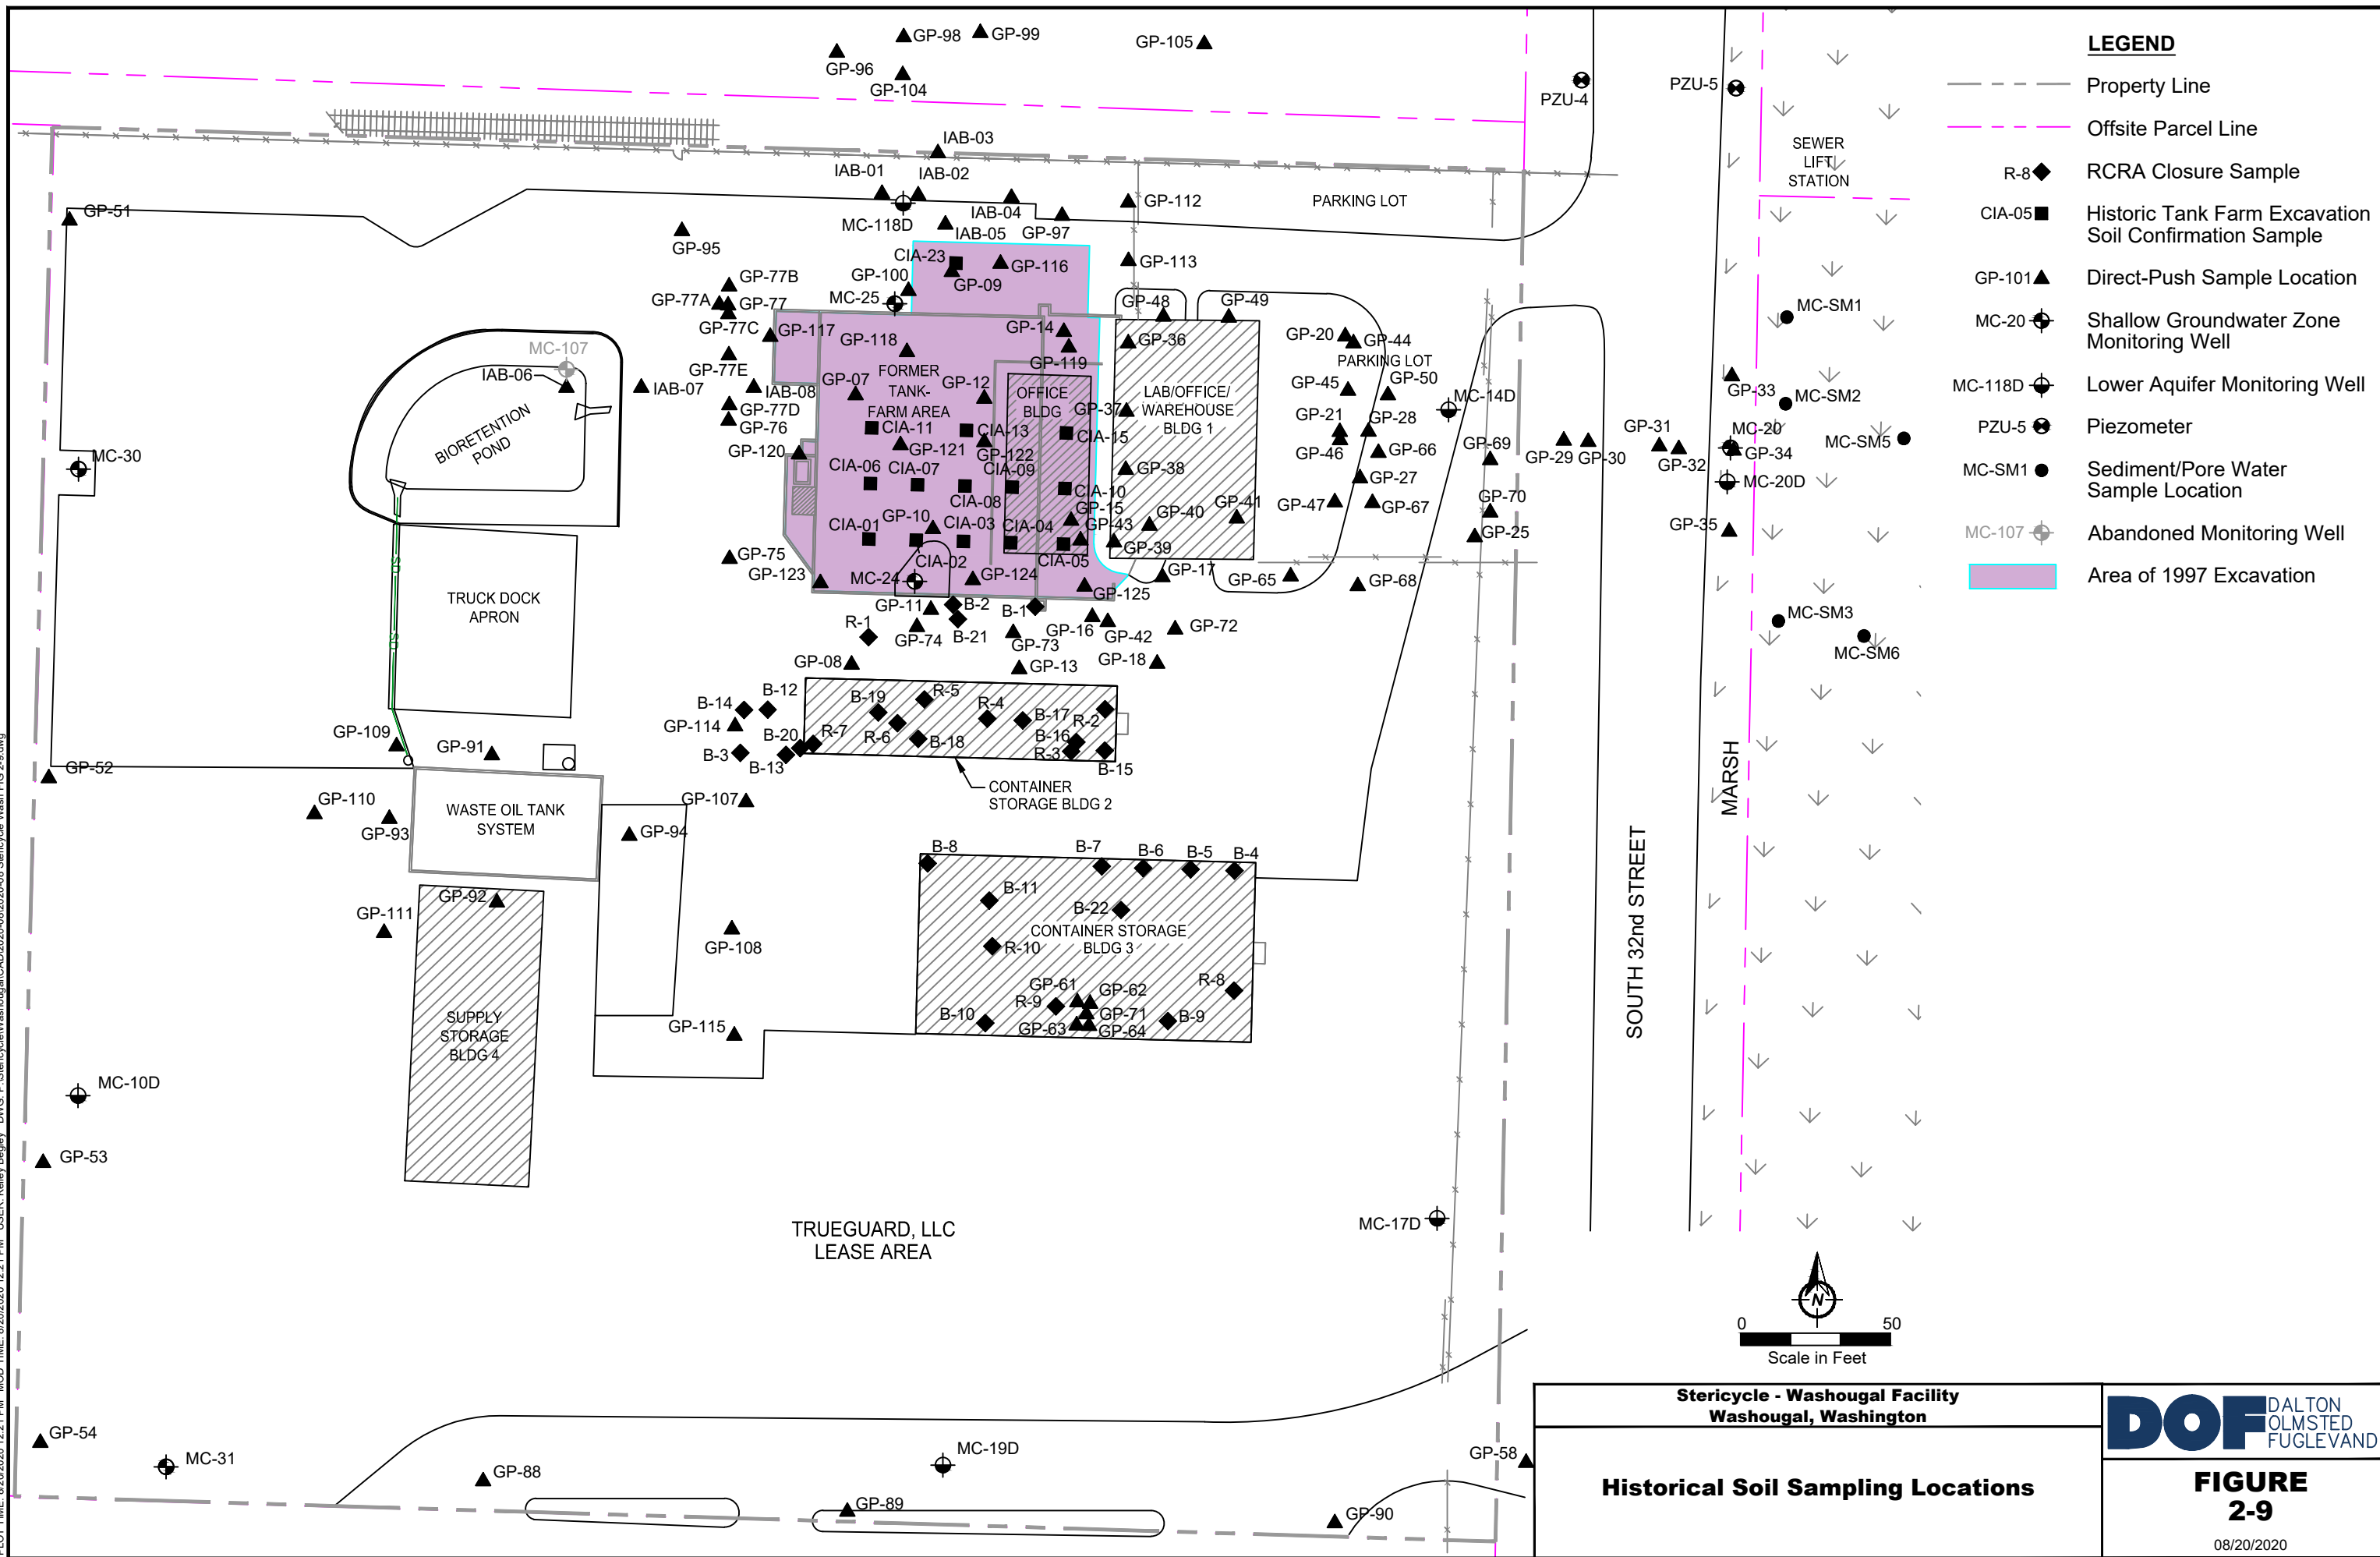 GP-98
GP-99
GP-105
GP-96
GP-104
PZU-4
PZU-5
IAB-03
IAB-01
IAB-02
SEWER
LIFT
STATION
GP-51
MC-118D
IAB-04
IAB-05
GP-97
GP-112
PARKING LOT
GP-95
CIA-23
GP-116
GP-113
GP-100
GP-09
GP-77B
GP-77A
GP-77
MC-25
GP-48
GP-49
MC-SM1
GP-77C
GP-117
GP-14
GP-20
GP-44
GP-118
GP-36
PARKING LOT
MC-107
GP-77E
GP-119
IAB-06
IAB-07
IAB-08
GP-07
FORMER
TANK-
FARM AREA
GP-12
OFFICE
BLDG
LAB/OFFICE/
WAREHOUSE
BLDG 1
GP-45
GP-50
MC-14D
GP-33
MC-SM2
GP-77D
GP-76
GP-37
GP-21
GP-28
BIORETENTION
POND
CIA-11
CIA-13
CIA-15
GP-31
MC-20
MC-SM5
MC-30
GP-120
GP-121
GP-122
GP-46
GP-66
GP-69
GP-29
GP-30
GP-32
GP-34
CIA-06
CIA-07
CIA-09
GP-38
GP-27
MC-20D
CIA-08
CIA-10
GP-15
GP-47
GP-67
GP-70
GP-41
CIA-01
GP-10
CIA-03
CIA-04
GP-43
GP-40
GP-25
GP-35
GP-39
GP-75
CIA-02
CIA-05
SD
GP-123
MC-24
GP-124
GP-17
GP-65
GP-68
GP-125
TRUCK DOCK
APRON
GP-11
B-2
B-1
R-1
GP-74
B-21
GP-73
GP-16
GP-42
GP-72
MC-SM3
SD
MC-SM6
GP-08
GP-13
GP-18
B-14
B-12
B-19
R-5
R-4
B-17
R-2
GP-114
B-20
R-7
R-6
B-18
B-16
GP-109
GP-91
B-3
B-13
R-3
B-15
GP-52
CONTAINER
STORAGE BLDG 2
GP-110
GP-93
WASTE OIL TANK
SYSTEM
GP-94
GP-107
MARSH
SOUTH 32nd STREET
B-8
B-7
B-6
B-5
B-4
GP-92
B-11
B-22
GP-111
GP-108
CONTAINER STORAGE
BLDG 3
R-10
R-8
GP-61
R-9
GP-62
GP-71
B-10
GP-63
GP-64
B-9
SUPPLY
STORAGE
BLDG 4
GP-115
MC-10D
GP-53
MC-17D
TRUEGUARD, LLC
LEASE AREA
GP-54
MC-31
GP-88
MC-19D
GP-89
GP-58
GP-90
LEGEND
Property Line
Offsite Parcel Line
R-8 RCRA Closure Sample
CIA-05 Historic Tank Farm Excavation
Soil Confirmation Sample
GP-101 Direct-Push Sample Location
MC-20 Shallow Groundwater Zone
Monitoring Well
MC-118D Lower Aquifer Monitoring Well
PZU-5 Piezometer
MC-SM1 Sediment/Pore Water
Sample Location
MC-107 Abandoned Monitoring Well
Area of 1997 Excavation
N
0 50
Scale in Feet
Stericycle - Washougal Facility
Washougal, Washington
Historical Soil Sampling Locations
DOF DALTON
OLMSTED
FUGLEVAND
FIGURE
2-9
08/20/2020